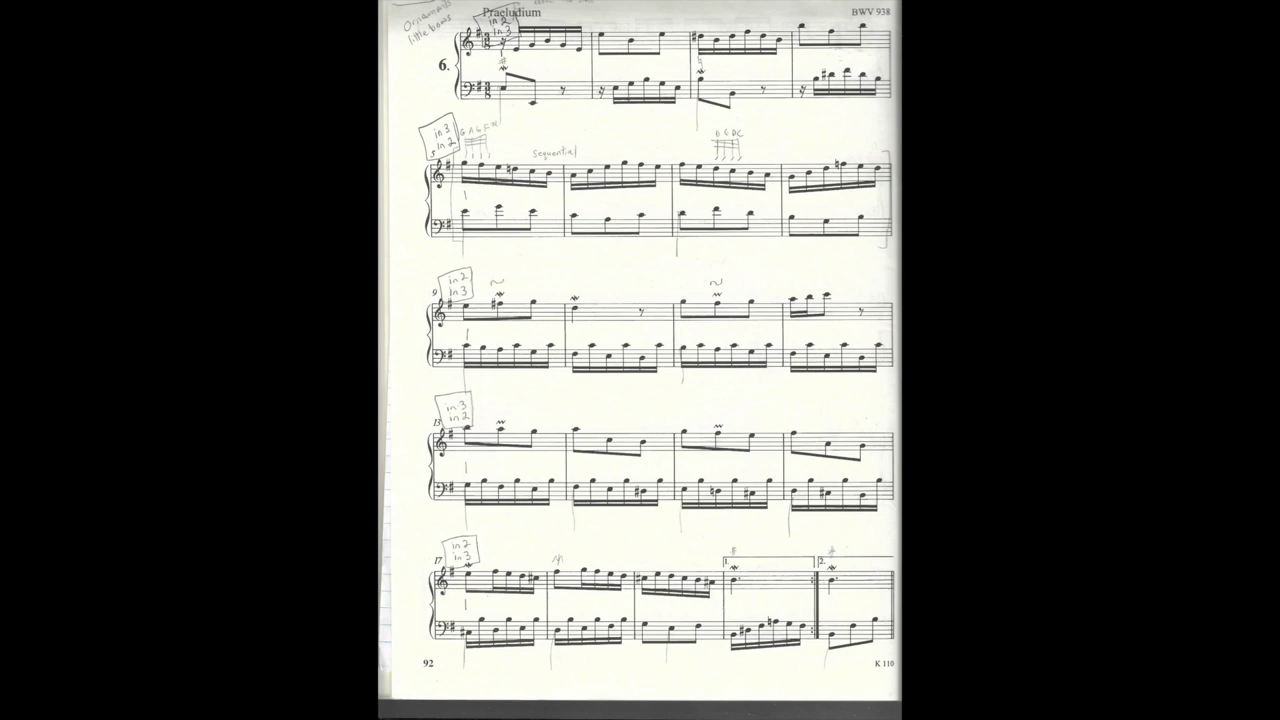 Praeludium
BWV 938
Ornaments
little bows
in 2
in 3
6.
in 3
in 2
5
G A G F#
Sequential
in 2
in 3
9
in 3
in 2
13
in 2
in 3
17
1.
2.
92
K 110